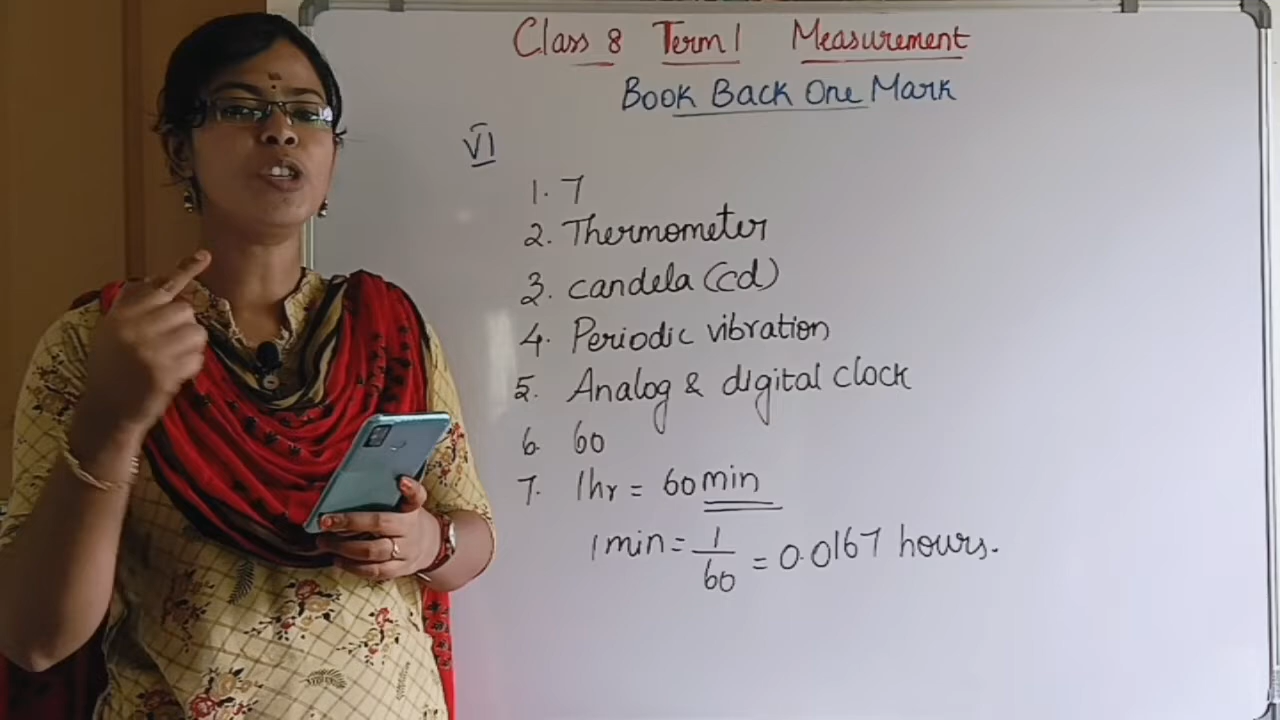 Class 8 Term 1 Measurement
Book Back One Mark
VI
1. 7
2. Thermometer
3. candela (cd)
4. Periodic vibration
5. Analog & digital clock
6. 60
7. 1hr = 60 min
1 min = 1/60 = 0.0167 hours.